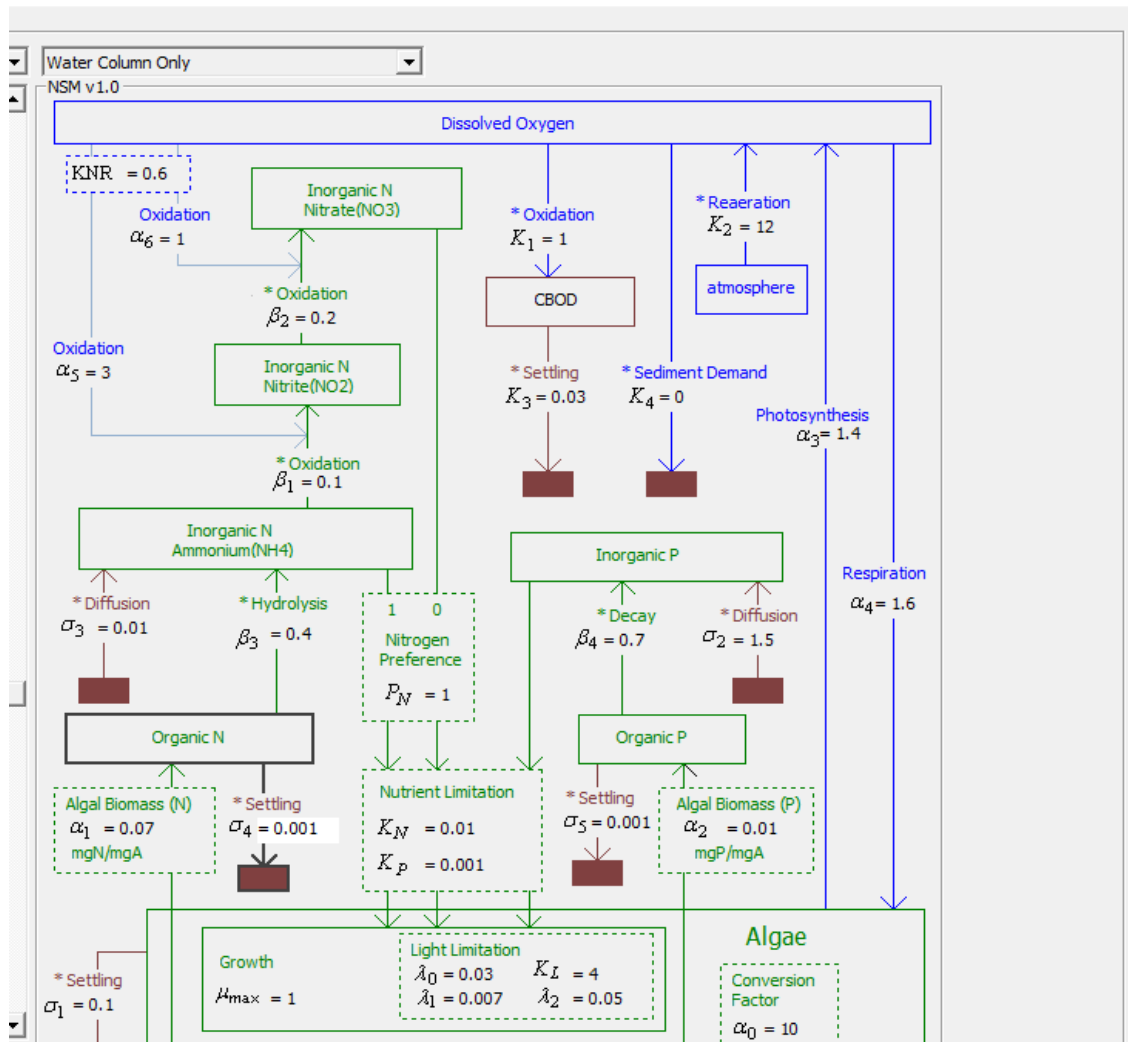 Water Column Only
NSM v1.0
Dissolved Oxygen
KNR = 0.6
Oxidation
α6 = 1
Inorganic N
Nitrate(NO3)
* Oxidation
K1 = 1
* Reaeration
K2 = 12
atmosphere
CBOD
* Oxidation
β2 = 0.2
Oxidation
α5 = 3
Inorganic N
Nitrite(NO2)
* Settling
K3 = 0.03
* Sediment Demand
K4 = 0
Photosynthesis
α3= 1.4
* Oxidation
β1 = 0.1
Inorganic N
Ammonium(NH4)
Inorganic P
Respiration
α4= 1.6
* Diffusion
σ3 = 0.01
* Hydrolysis
β3 = 0.4
1 0
Nitrogen
Preference
PN = 1
* Decay
β4 = 0.7
* Diffusion
σ2 = 1.5
Organic N
Organic P
Algal Biomass (N)
α1 = 0.07
mgN/mgA
* Settling
σ4 = 0.001
Nutrient Limitation
KN = 0.01
KP = 0.001
* Settling
σ5 = 0.001
Algal Biomass (P)
α2 = 0.01
mgP/mgA
Algae
* Settling
σ1 = 0.1
Growth
μmax = 1
Light Limitation
λ0 = 0.03 KL = 4
λ1 = 0.007 λ2 = 0.05
Conversion
Factor
α0 = 10